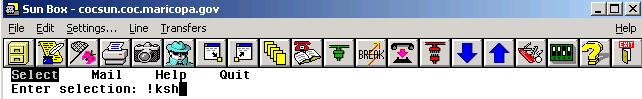 Sun Box - cocsun.coc.maricopa.gov
File Edit Settings... Line Transfers Help
BREAK EXIT
Select Mail Help Quit
Enter selection: !ksh